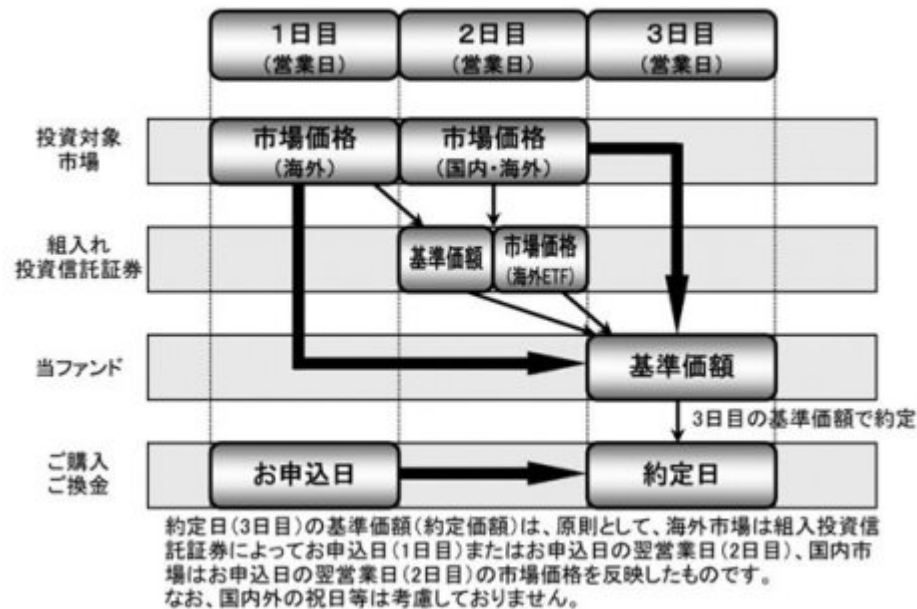 1日目
(営業日)
2日目
(営業日)
3日目
(営業日)
投資対象
市場
市場価格
(海外)
市場価格
(国内・海外)
組入れ
投資信託証券
基準価額
市場価格
(海外ETF)
当ファンド
基準価額
3日目の基準価額で約定
ご購入
ご換金
お申込日
約定日
約定日(3日目)の基準価額(約定価額)は、原則として、海外市場は組入投資信
託証券によってお申込日(1日目)またはお申込日の翌営業日(2日目)、国内市
場はお申込日の翌営業日(2日目)の市場価格を反映したものです。
なお、国内外の祝日等は考慮しておりません。